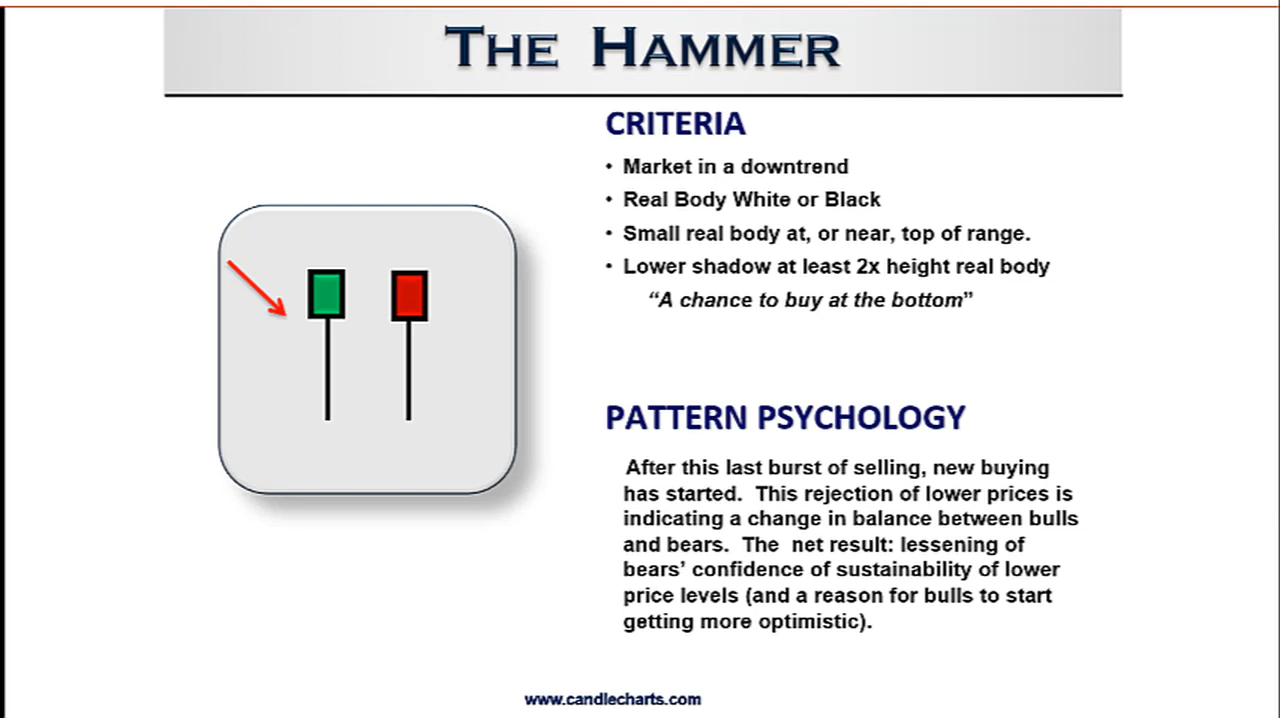 THE HAMMER
CRITERIA
• Market in a downtrend
• Real Body White or Black
• Small real body at, or near, top of range.
• Lower shadow at least 2x height real body
“A chance to buy at the bottom”
PATTERN PSYCHOLOGY
After this last burst of selling, new buying
has started.  This rejection of lower prices is
indicating a change in balance between bulls
and bears.  The  net result: lessening of
bears’ confidence of sustainability of lower
price levels (and a reason for bulls to start
getting more optimistic).
www.candlecharts.com